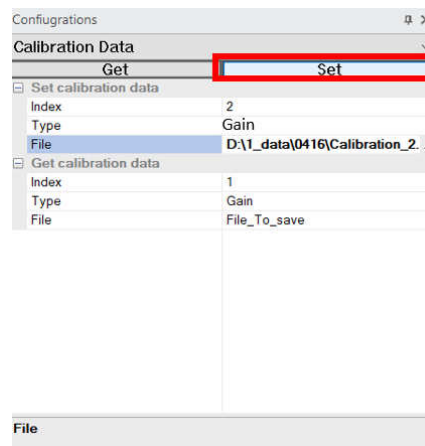 Confiugrations
Calibration Data
Get Set
Set calibration data
Index 2
Type Gain
File D:\1_data\0416\Calibration_2.
Get calibration data
Index 1
Type Gain
File File_To_save
File